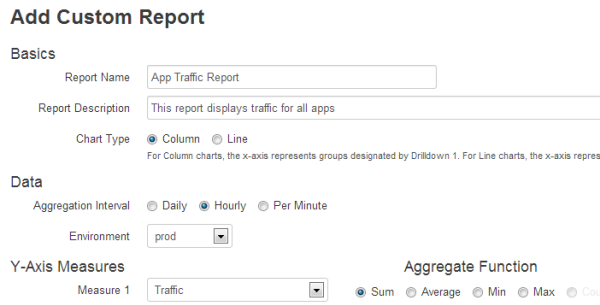 Add Custom Report
Basics
Report Name App Traffic Report
Report Description This report displays traffic for all apps
Chart Type Column Line
For Column charts, the x-axis represents groups designated by Drilldown 1. For Line charts, the x-axis
Data
Aggregation Interval Daily Hourly Per Minute
Environment prod
Y-Axis Measures Aggregate Function
Measure 1 Traffic Sum Average Min Max